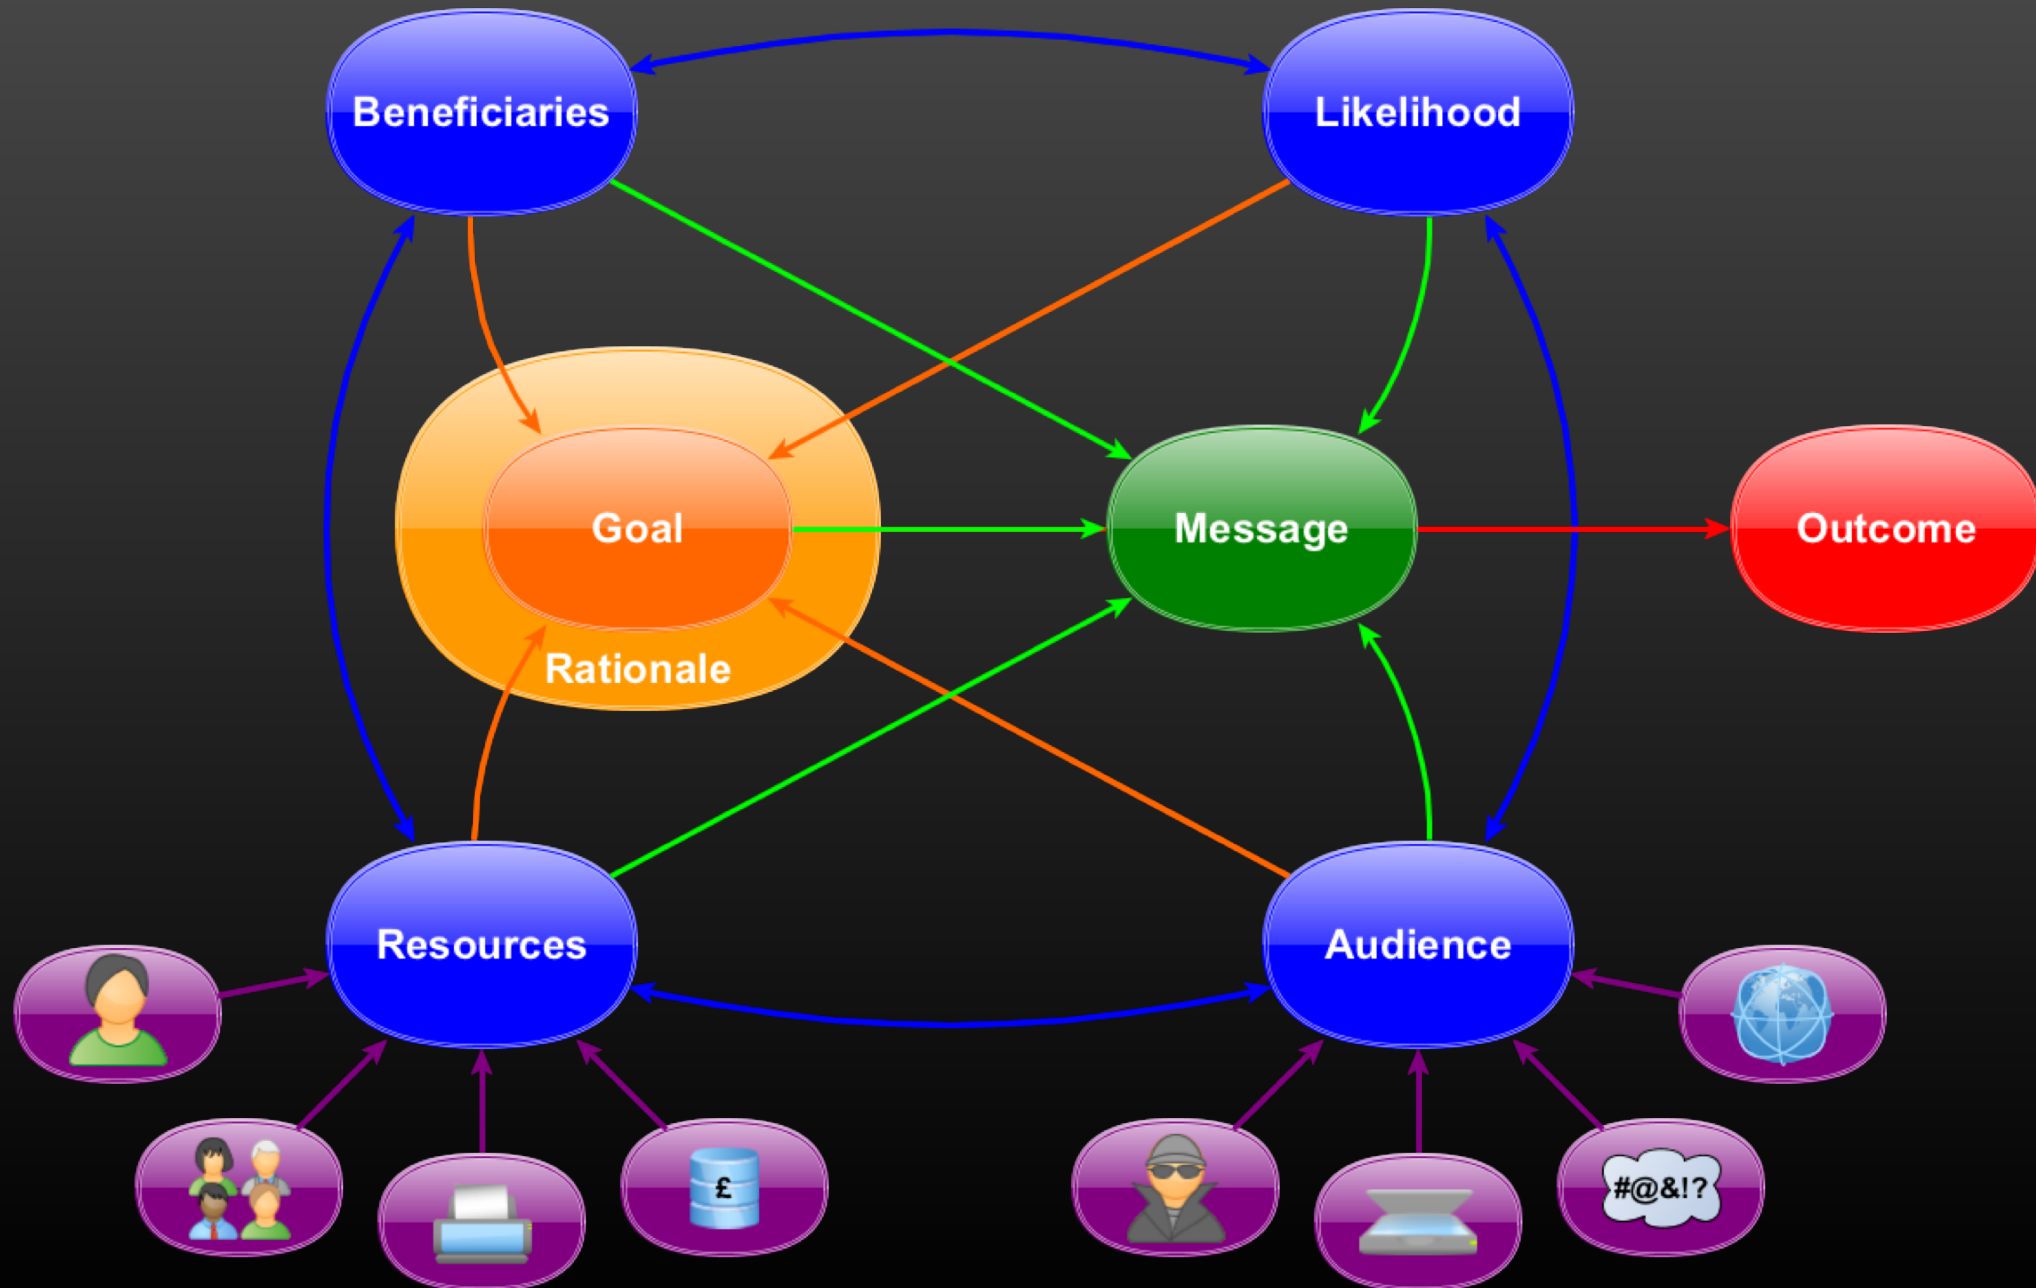 Beneficiaries
Likelihood
Goal
Message
Outcome
Rationale
Resources
Audience
£
#@&!?